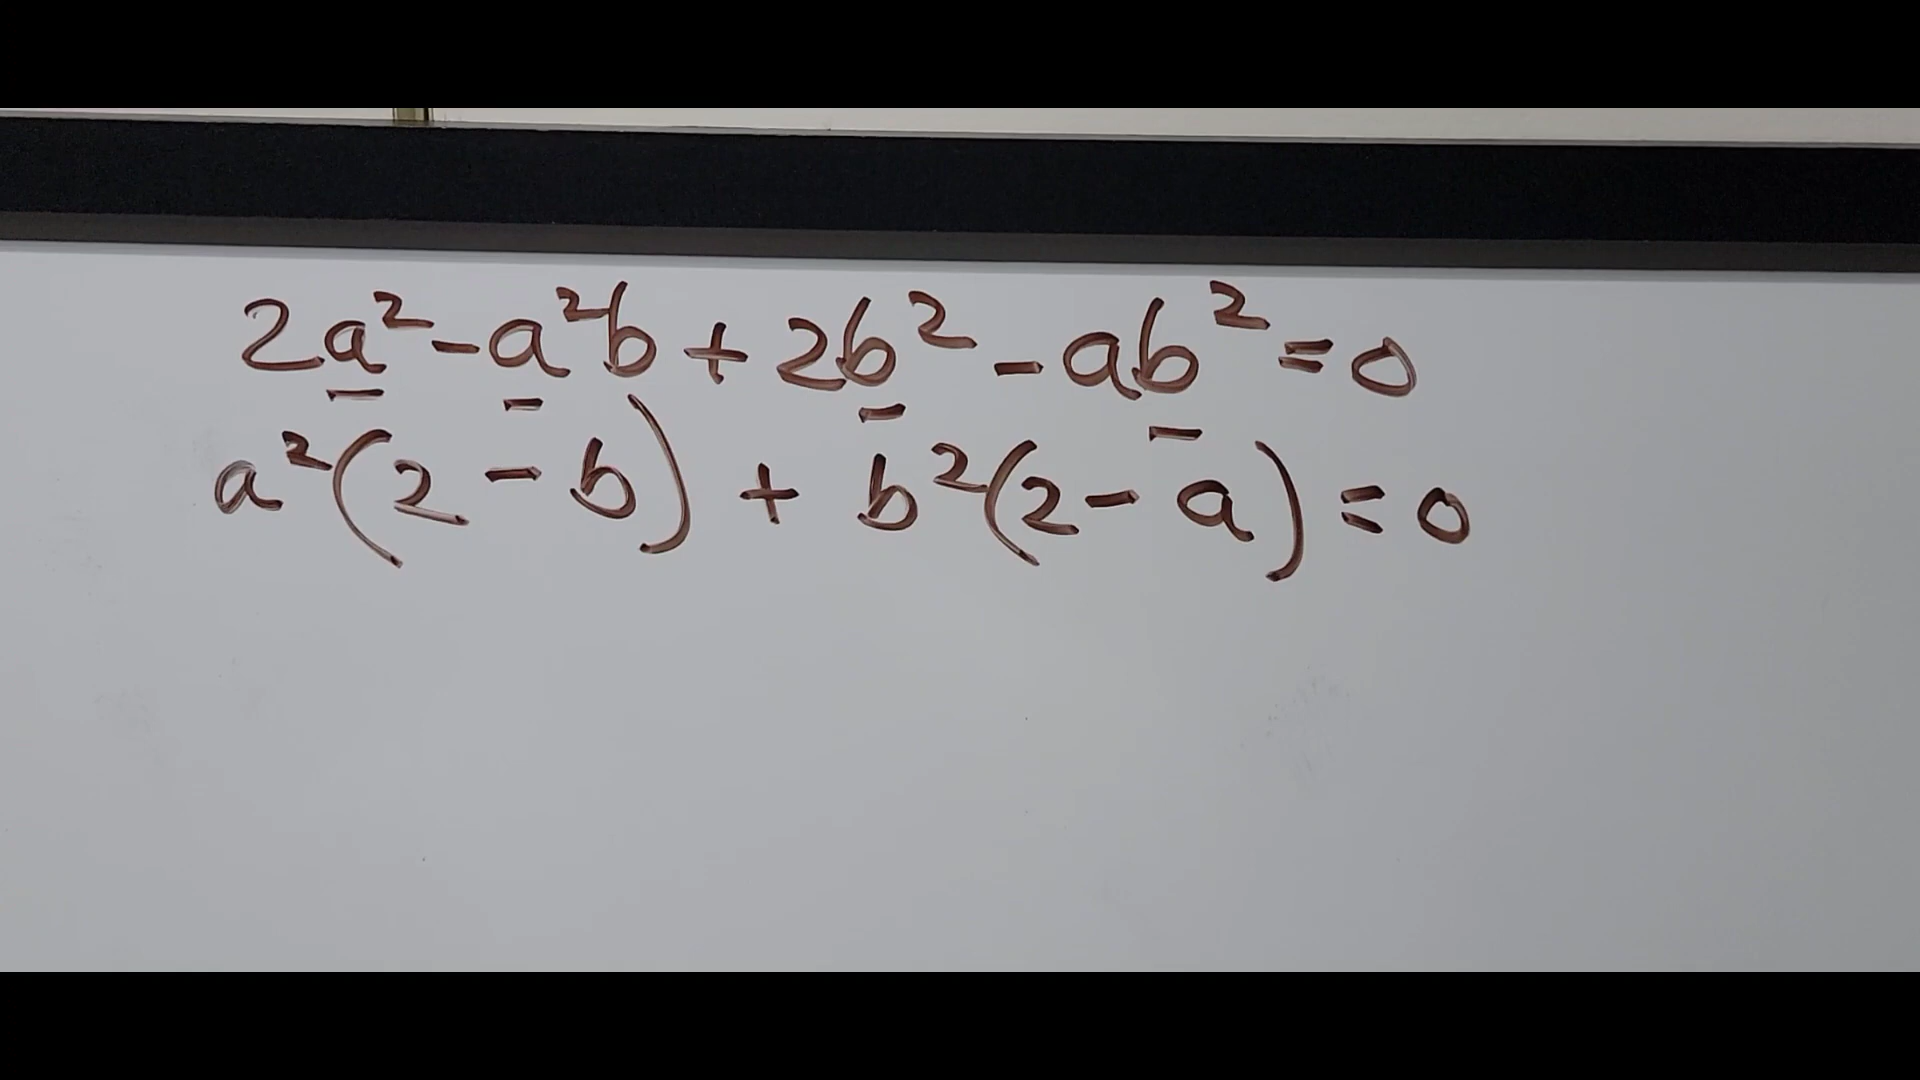 2a² - a²b + 2b² - ab² = 0
a²(2 - b) + b²(2 - a) = 0